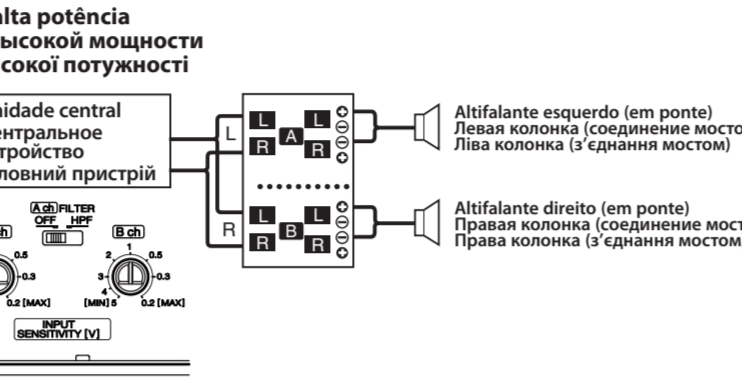 alta potência
ысокой мощности
сокої потужності
nidade central
ентральное
тройство
ловний пристрій
L
R
L
R
A
L
R
L
R
B
L
R
Altifalante esquerdo (em ponte)
Левая колонка (соединение мосто
Ліва колонка (з’єднання мостом)
Altifalante direito (em ponte)
Правая колонка (соединение мост
Права колонка (з’єднання мостом
A ch FILTER
OFF HPF
ch
B ch
0.5
0.3
0.2 [MAX]
1
2
0.5
3
0.3
4
[MIN] 5
0.2 [MAX]
INPUT
SENSITIVITY [V]